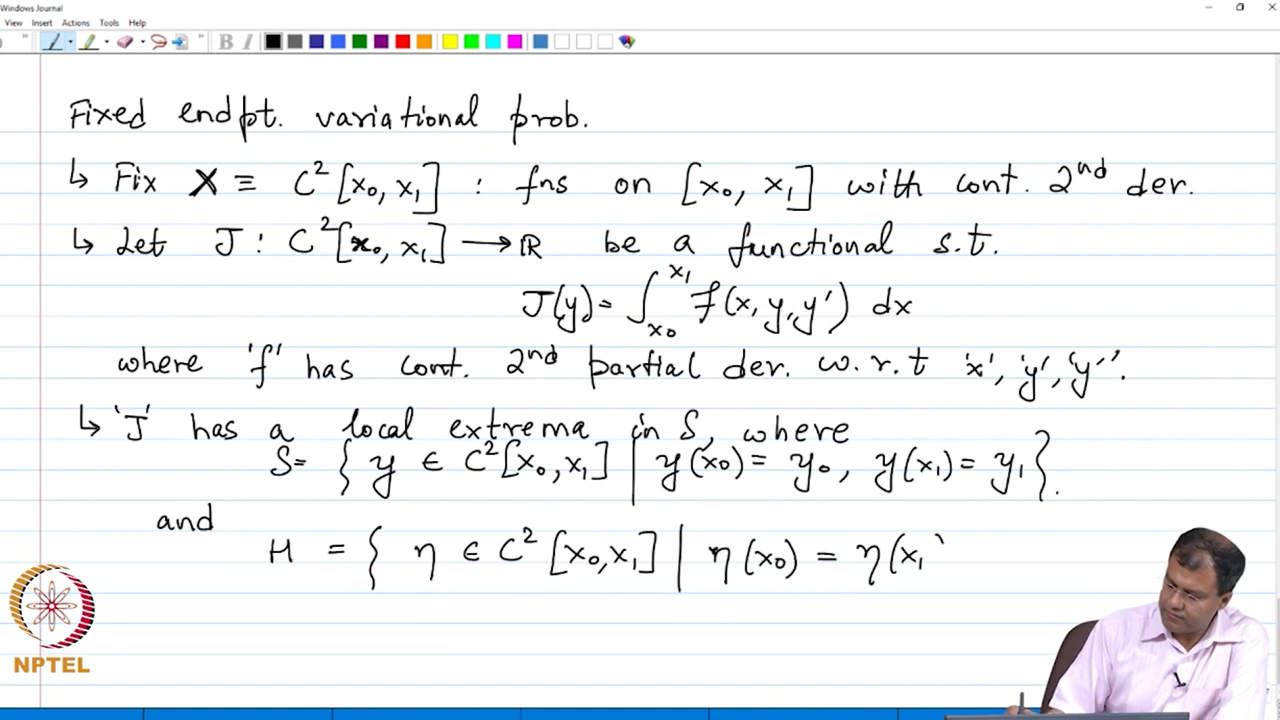 Windows Journal
View Insert Actions Tools Help
Fixed endpt. variational prob.
↳ Fix X ≡ C²[x₀, x₁] : fns on [x₀, x₁] with cont. 2nd der.
↳ Let J : C²[x₀, x₁] → ℝ be a functional s.t.
J(y) = ∫_{x₀}^{x₁} f(x, y, y') dx
where 'f' has cont. 2nd partial der. w.r.t 'x', 'y', 'y''.
↳ 'J' has a local extrema in S, where
S = { y ∈ C²[x₀, x₁] | y(x₀) = y₀, y(x₁) = y₁ }.
and
H = { η ∈ C²[x₀, x₁] | η(x₀) = η(x₁)
NPTEL